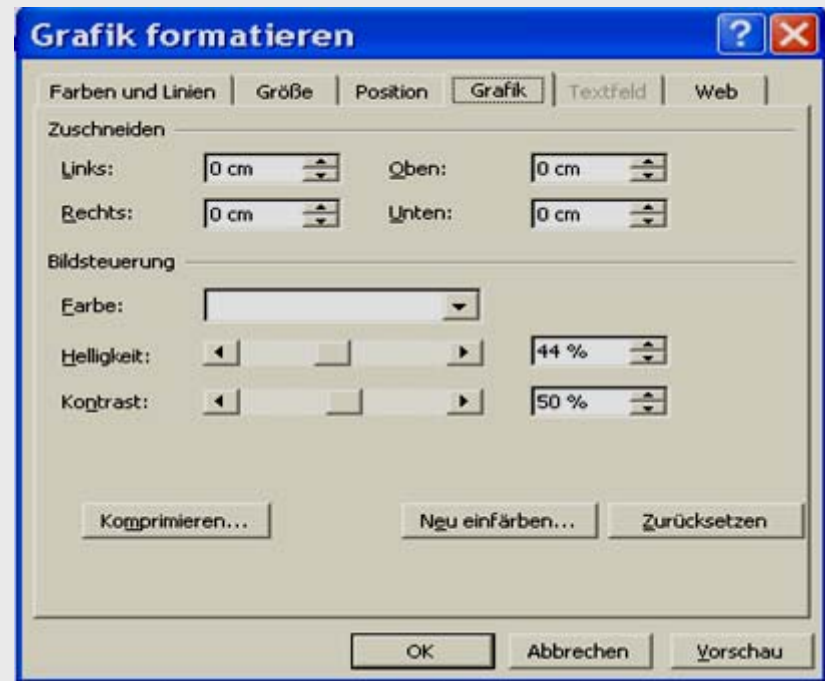 Grafik formatieren
Farben und Linien Größe Position Grafik Textfeld Web
Zuschneiden
Links: 0 cm Oben: 0 cm
Rechts: 0 cm Unten: 0 cm
Bildsteuerung
Farbe:
Helligkeit: 44 %
Kontrast: 50 %
Komprimieren... Neu einfärben... Zurücksetzen
OK Abbrechen Vorschau